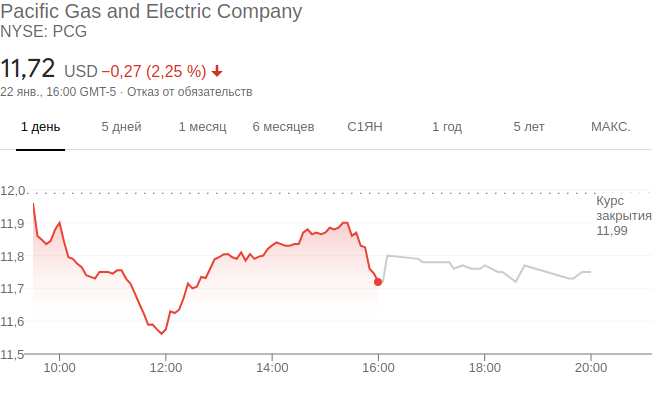 Pacific Gas and Electric Company
NYSE: PCG
11,72 USD −0,27 (2,25 %)
22 янв., 16:00 GMT-5 · Отказ от обязательств
1 день 5 дней 1 месяц 6 месяцев С1ЯН 1 год 5 лет МАКС.
12,0
Курс
закрытия
11,99
11,9
11,8
11,7
11,6
11,5
10:00 12:00 14:00 16:00 18:00 20:00